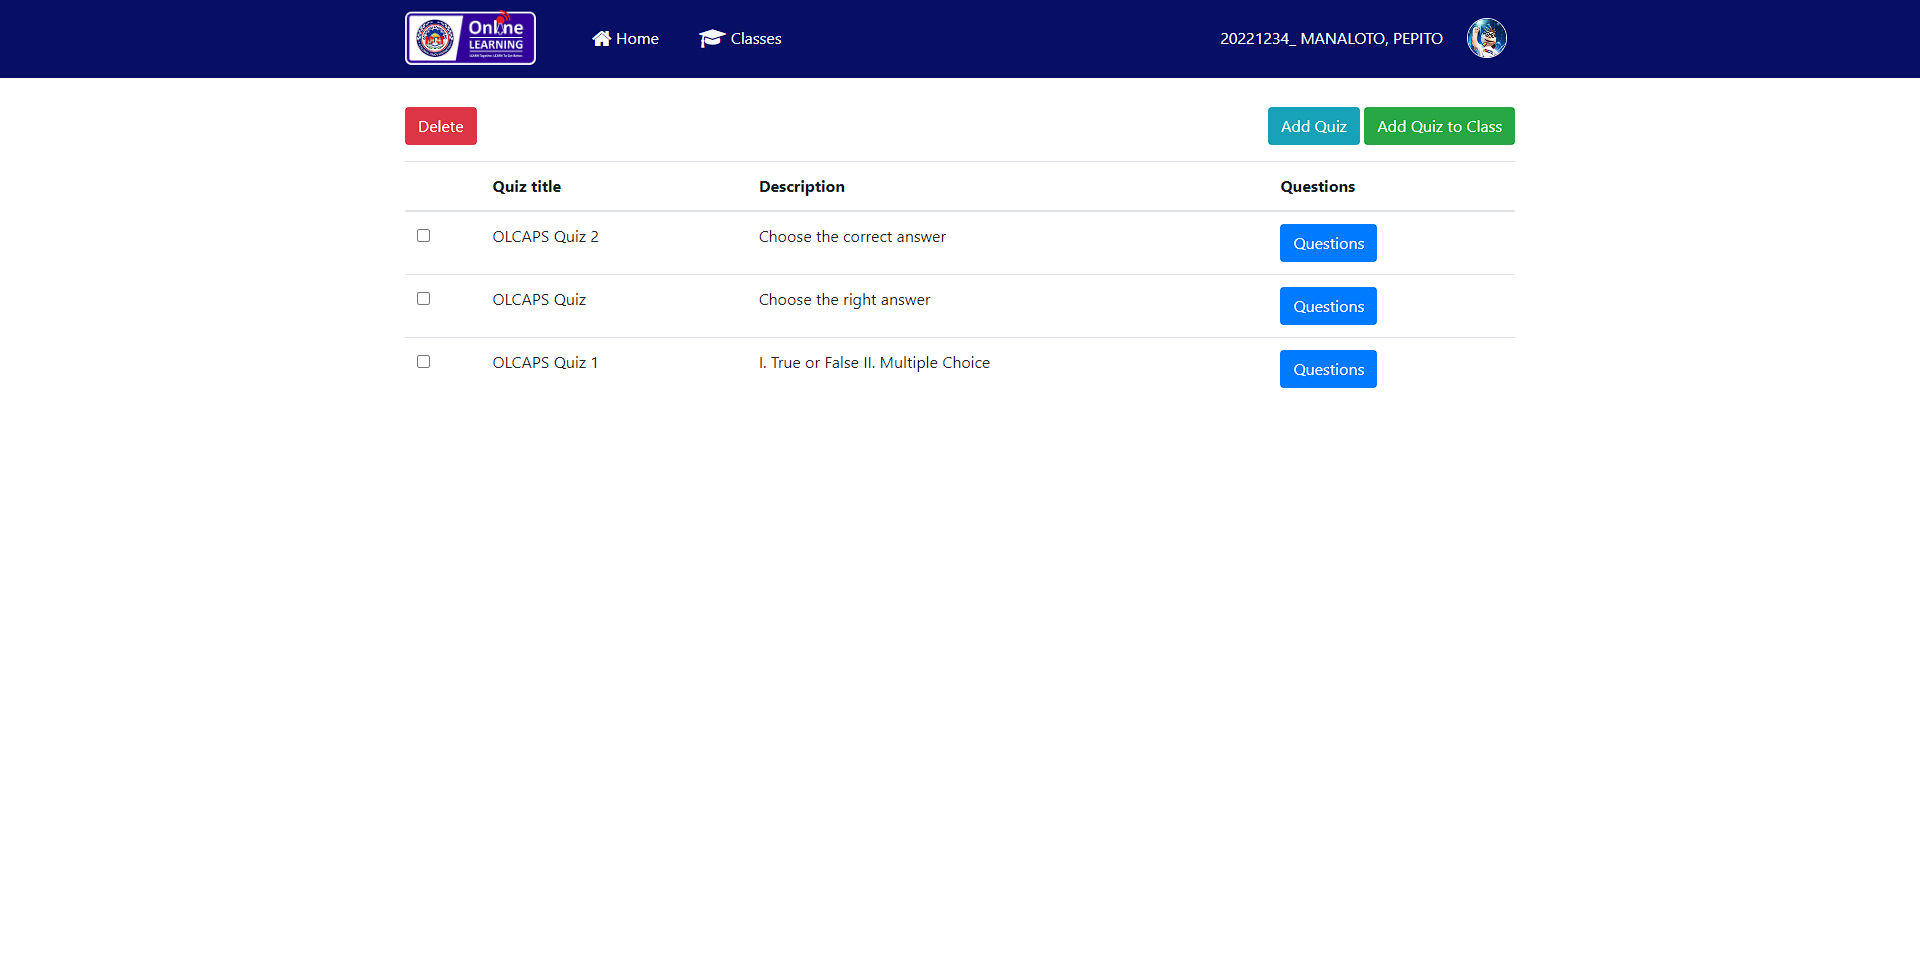 Online
LEARNING
Home
Classes
20221234_ MANALOTO, PEPITO
Delete
Add Quiz
Add Quiz to Class
Quiz title Description Questions
OLCAPS Quiz 2 Choose the correct answer Questions
OLCAPS Quiz Choose the right answer Questions
OLCAPS Quiz 1 I. True or False II. Multiple Choice Questions